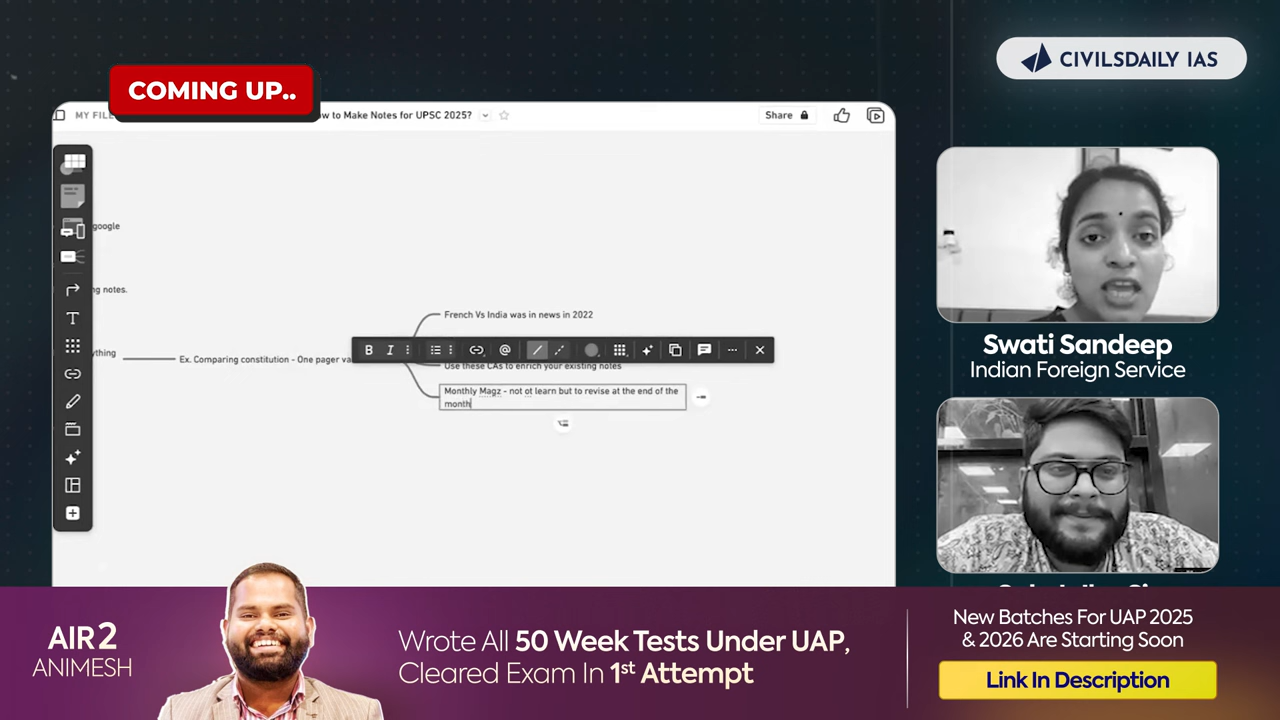 COMING UP..
CIVILSDAILY IAS
MY FIL
w to Make Notes for UPSC 2025?
Share
google
ng notes.
ything
Ex. Comparing constitution - One pager va
French Vs India was in news in 2022
B I
Use these CAs to enrich your existing notes
Monthly Magz - not ot learn but to revise at the end of the
month
Swati Sandeep
Indian Foreign Service
AIR 2
ANIMESH
Wrote All 50 Week Tests Under UAP,
Cleared Exam In 1st Attempt
New Batches For UAP 2025
& 2026 Are Starting Soon
Link In Description